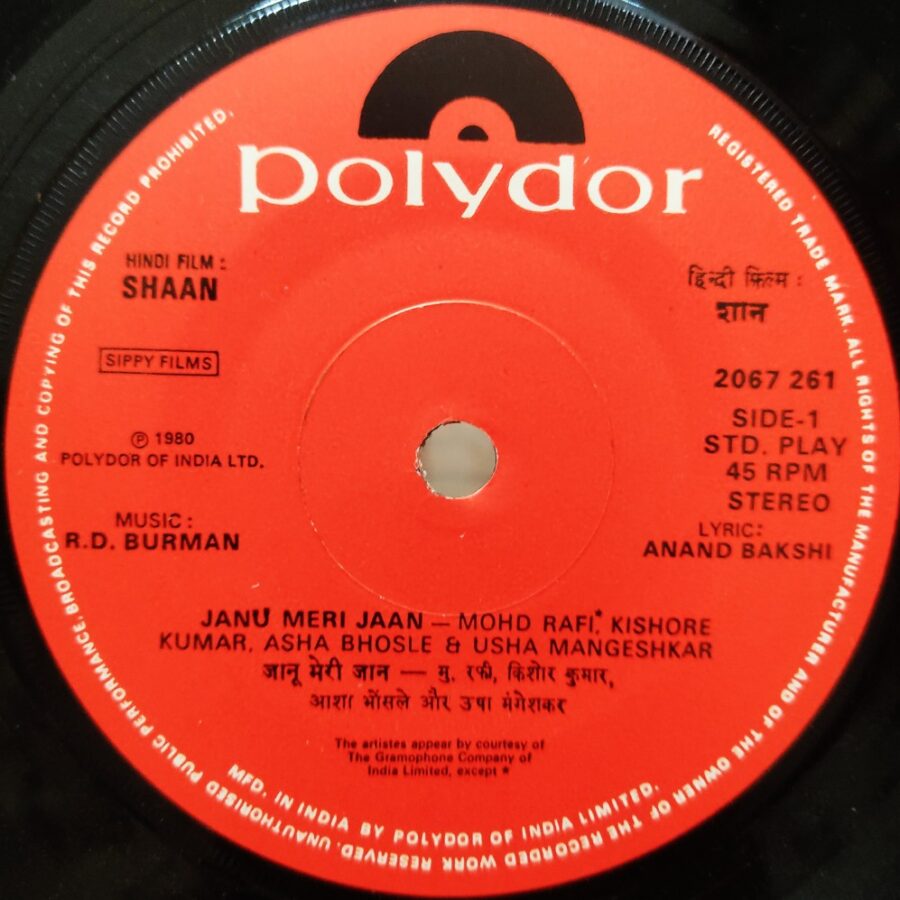 polydor
HINDI FILM :
SHAAN
SIPPY FILMS
℗ 1980
POLYDOR OF INDIA LTD.
MUSIC :
R.D. BURMAN
हिन्दी फ़िल्म :
शान
2067 261
SIDE-1
STD. PLAY
45 RPM
STEREO
LYRIC:
ANAND BAKSHI
JANU MERI JAAN — MOHD RAFI,* KISHORE
KUMAR, ASHA BHOSLE & USHA MANGESHKAR
जानू मेरी जान — मु. रफ़ी, किशोर कुमार,
आशा भोंसले और उषा मंगेशकर
The artistes appear by courtesy of
The Gramophone Company of
India Limited, except *
REGISTERED TRADE MARK. ALL RIGHTS OF THE MANUFACTURER AND OF THE OWNER OF THE RECORDED WORK RESERVED. UNAUTHORISED PUBLIC PERFORMANCE, BROADCASTING AND COPYING OF THIS RECORD PROHIBITED.
MFD. IN INDIA BY POLYDOR OF INDIA LIMITED.